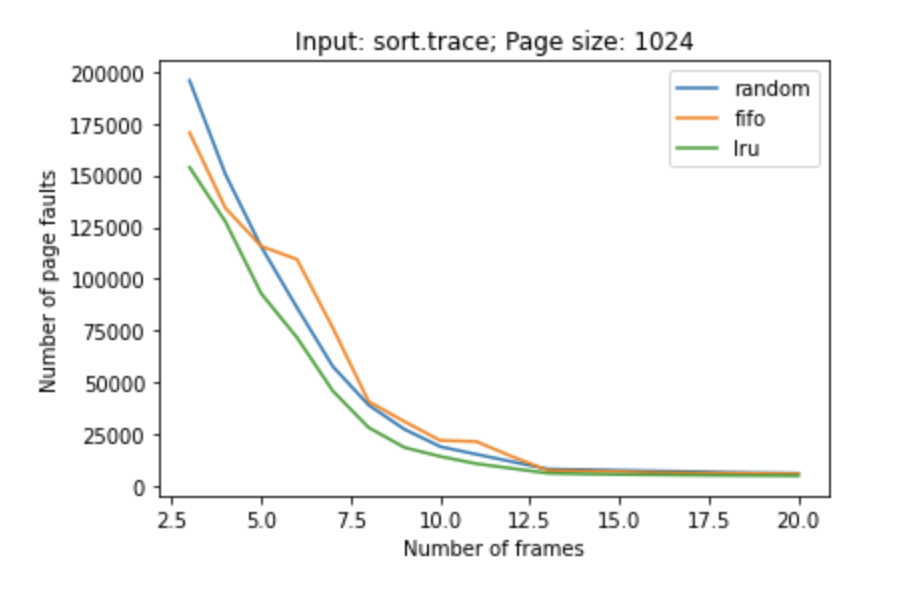 Input: sort.trace; Page size: 1024
random
fifo
lru
Number of page faults
200000
175000
150000
125000
100000
75000
50000
25000
0
2.5 5.0 7.5 10.0 12.5 15.0 17.5 20.0
Number of frames